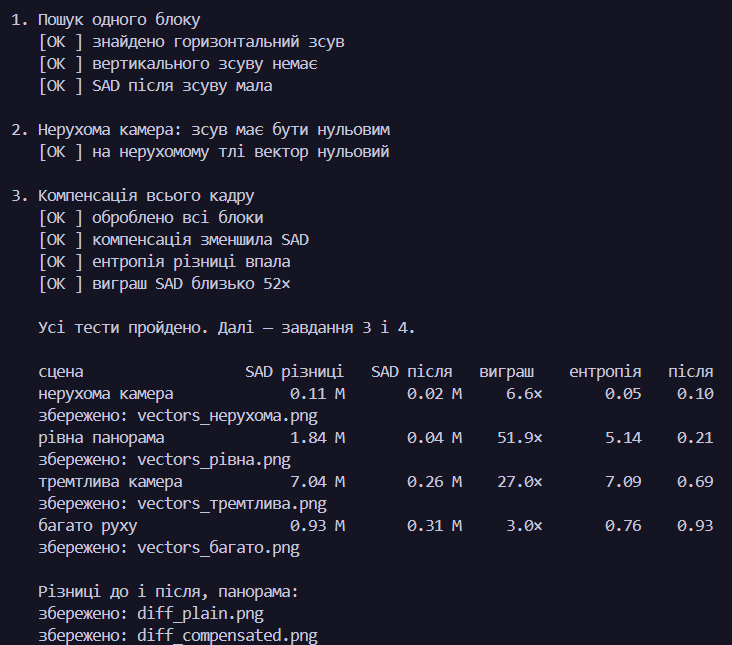 1. Пошук одного блоку
[OK ] знайдено горизонтальний зсув
[OK ] вертикального зсуву немає
[OK ] SAD після зсуву мала
2. Нерухома камера: зсув має бути нульовим
[OK ] на нерухомому тлі вектор нульовий
3. Компенсація всього кадру
[OK ] оброблено всі блоки
[OK ] компенсація зменшила SAD
[OK ] ентропія різниці впала
[OK ] виграш SAD близько 52×
Усі тести пройдено. Далі — завдання 3 і 4.
сцена SAD різниці SAD після виграш ентропія після
нерухома камера 0.11 M 0.02 M 6.6× 0.05 0.10
збережено: vectors_нерухома.png
рівна панорама 1.84 M 0.04 M 51.9× 5.14 0.21
збережено: vectors_рівна.png
тремтлива камера 7.04 M 0.26 M 27.0× 7.09 0.69
збережено: vectors_тремтлива.png
багато руху 0.93 M 0.31 M 3.0× 0.76 0.93
збережено: vectors_багато.png
Різниці до і після, панорама:
збережено: diff_plain.png
збережено: diff_compensated.png